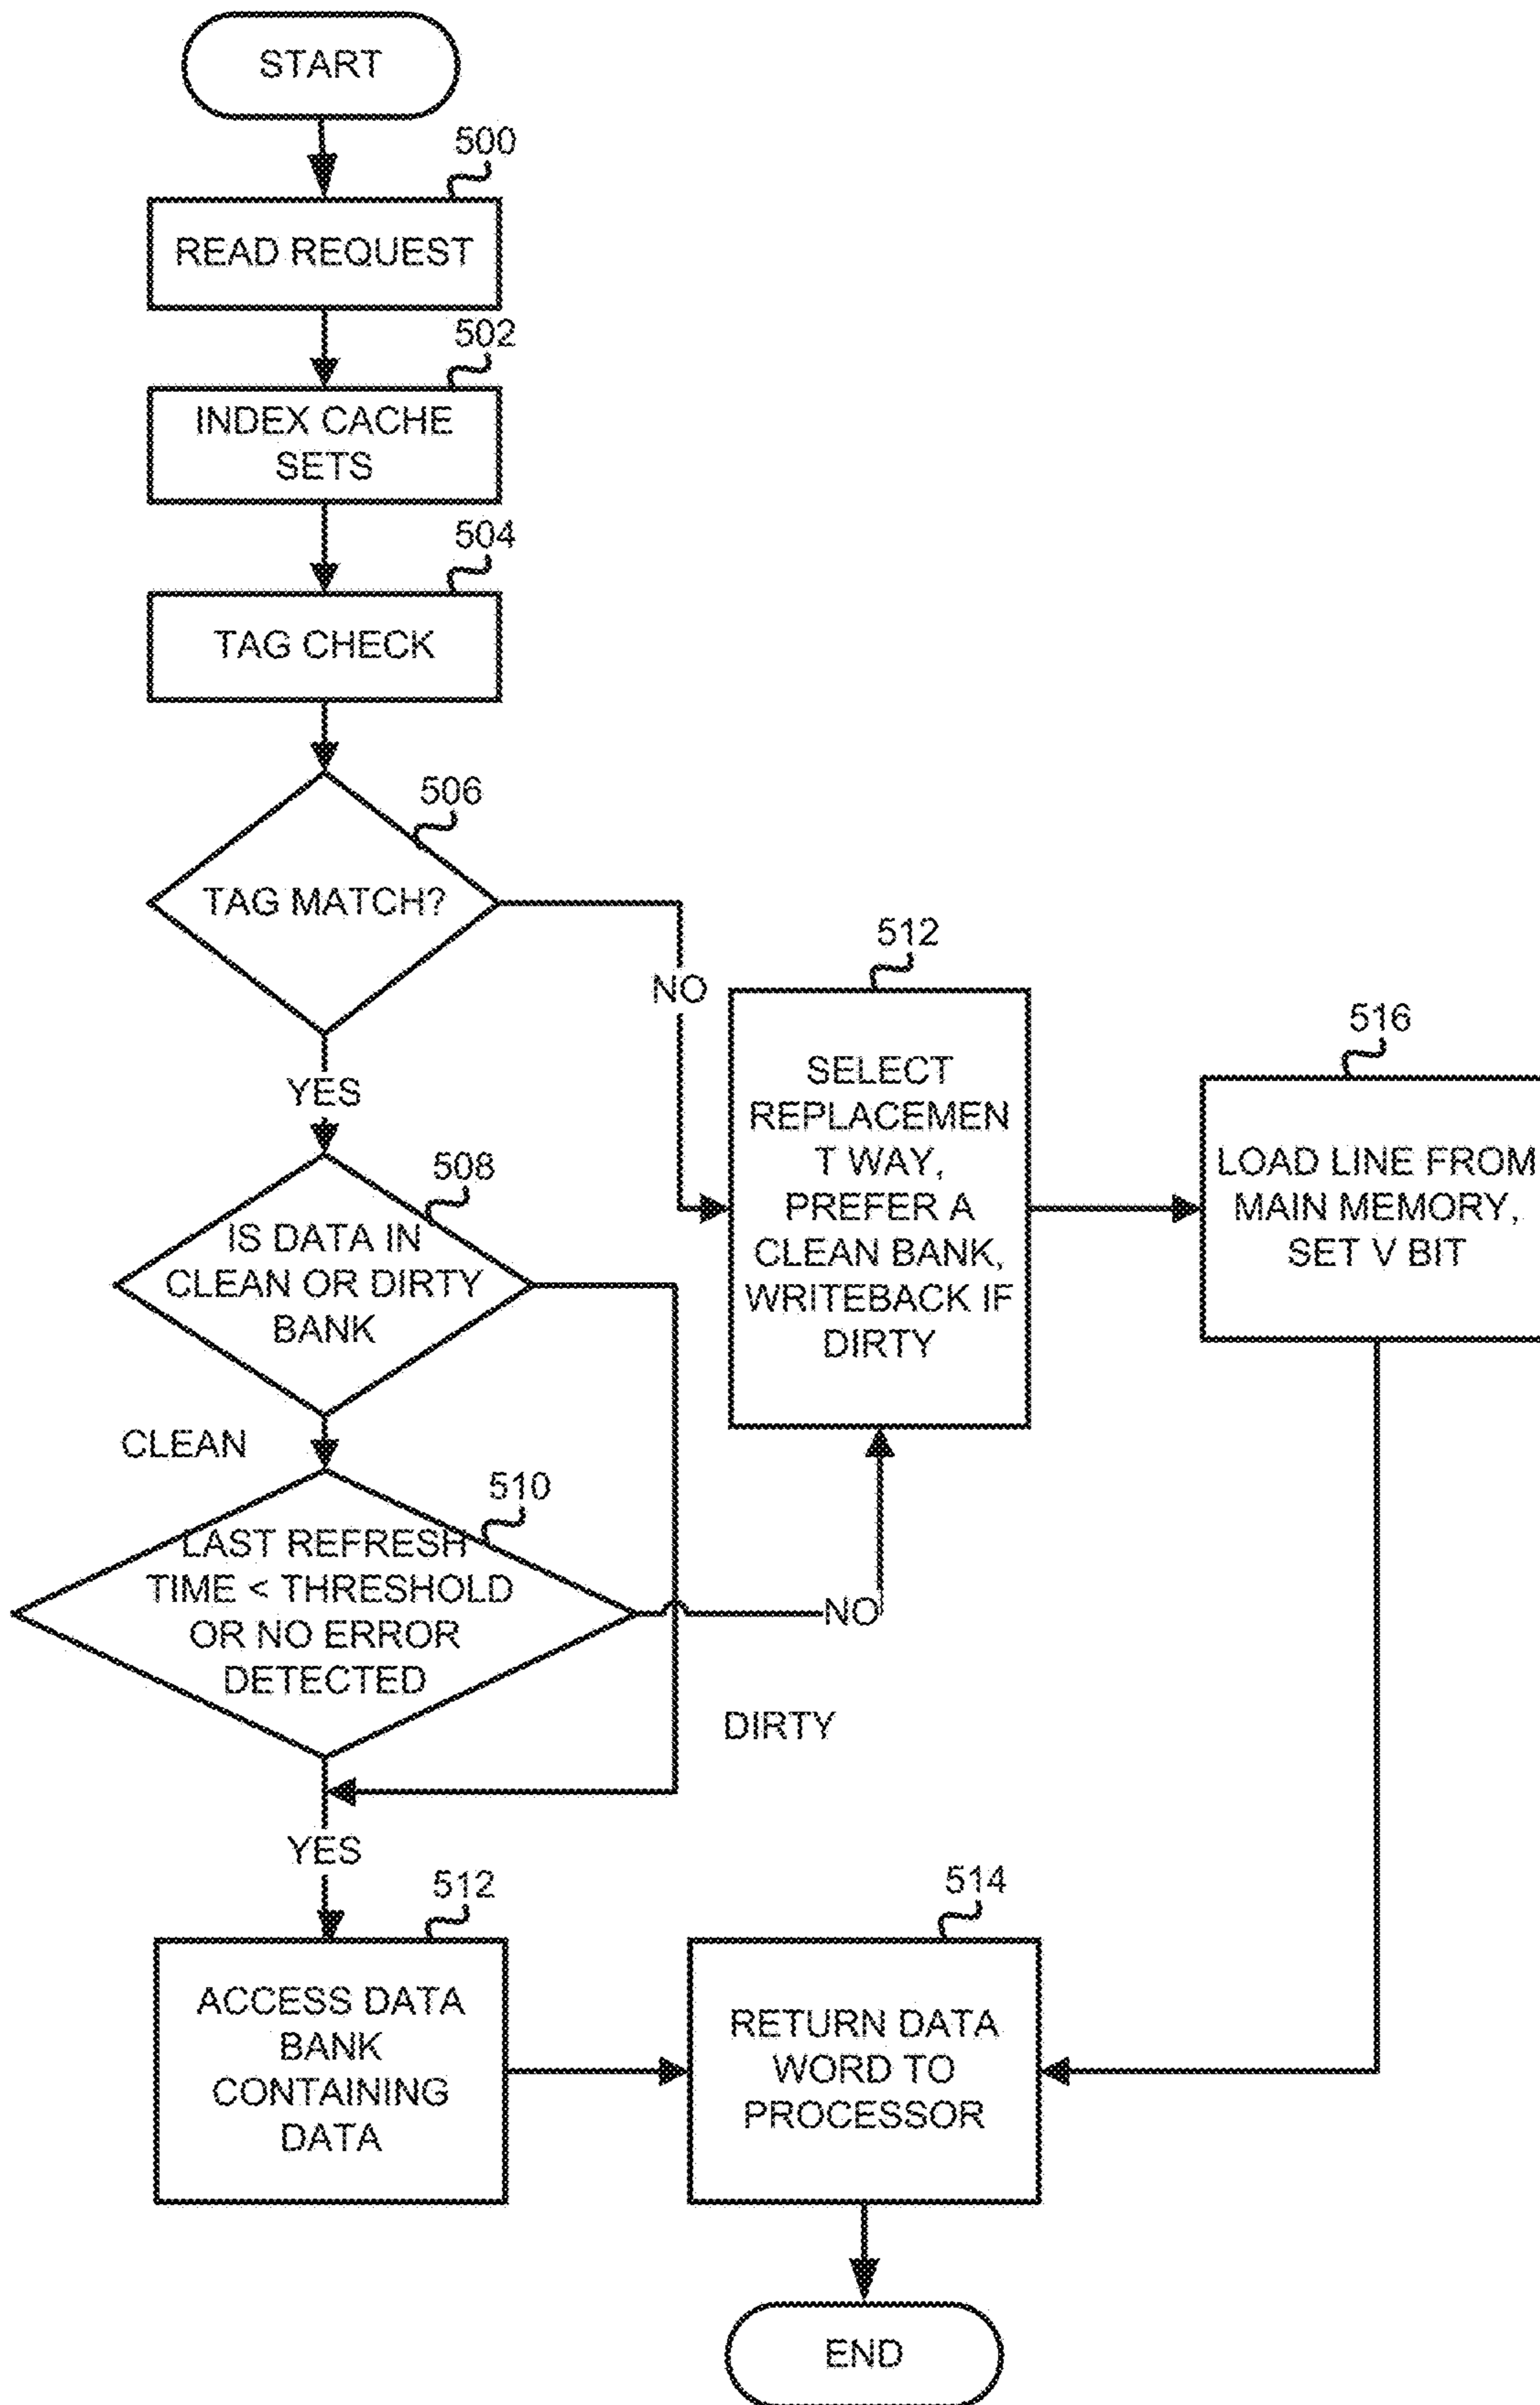 START
500
READ REQUEST
502
INDEX CACHE
SETS
504
TAG CHECK
506
TAG MATCH?
NO
YES
512
SELECT
REPLACEMEN
T WAY,
PREFER A
CLEAN BANK,
WRITEBACK IF
DIRTY
516
LOAD LINE FROM
MAIN MEMORY,
SET V BIT
508
IS DATA IN
CLEAN OR DIRTY
BANK
CLEAN
510
LAST REFRESH
TIME < THRESHOLD
OR NO ERROR
DETECTED
NO
DIRTY
YES
512
ACCESS DATA
BANK
CONTAINING
DATA
514
RETURN DATA
WORD TO
PROCESSOR
END